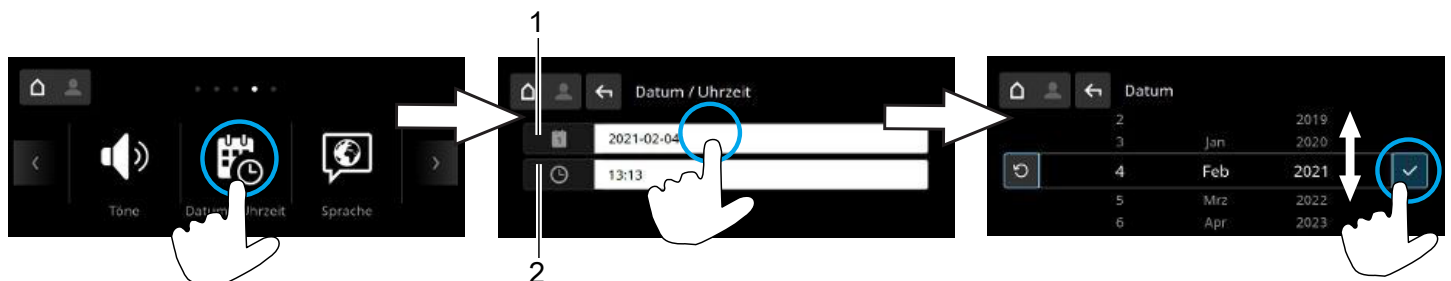 1
Töne
Datum / Uhrzeit
Sprache
Datum / Uhrzeit
2021-02-04
13:13
2
Datum
2 2019
3 Jan 2020
4 Feb 2021
5 Mrz 2022
6 Apr 2023